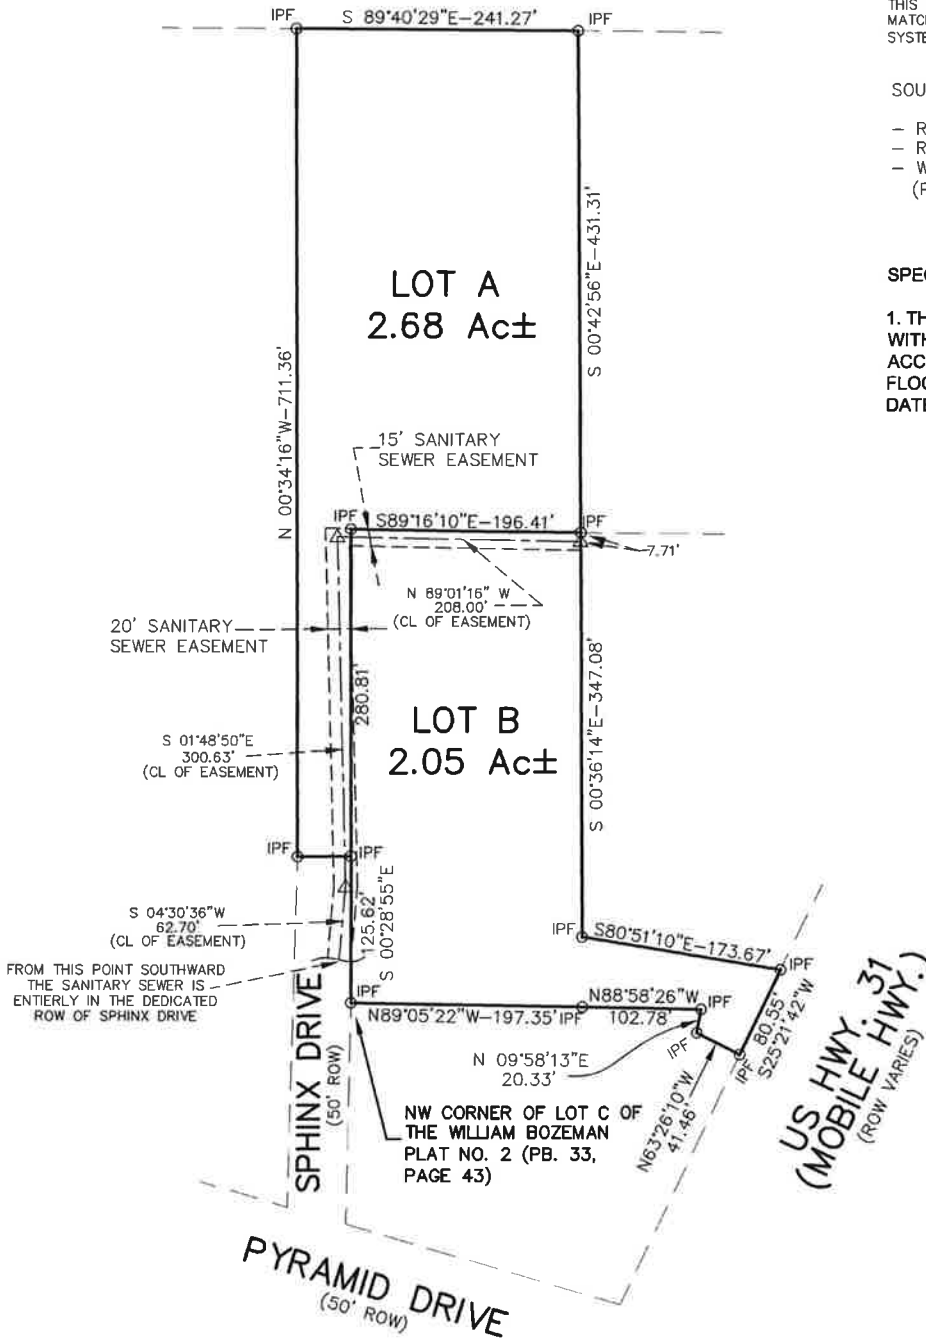 IPF
S 89°40'29"E-241.27'
IPF
THIS
SYSTE
SOU
LOT A
2.68 Ac±
S 00°42'56"E-431.31'
N 00°34'16"W-711.36'
SPE
1. TH
WITH
ACC
FLOO
DATE
15' SANITARY
SEWER EASEMENT
IPF
S89°16'10"E-196.41'
IPF
7.71'
N 89°01'16" W
208.00'
(CL OF EASEMENT)
20' SANITARY
SEWER EASEMENT
280.81'
LOT B
2.05 Ac±
S 01°48'50"E
300.63'
(CL OF EASEMENT)
S 00°36'14"E-347.08'
IPF
IPF
S 04°30'36"W
62.70'
(CL OF EASEMENT)
125.62'
S 00°28'55"E
FROM THIS POINT SOUTHWARD
THE SANITARY SEWER IS
ENTIERLY IN THE DEDICATED
ROW OF SPHINX DRIVE
IPF
S80°51'10"E-173.67'
IPF
IPF
N89°05'22"W-197.35'
IPF
N88°58'26"W
102.78'
IPF
N 09°58'13"E
20.33'
IPF
80.55'
S25°21'42"W
N63°26'10"W
41.46'
US HWY. 31
(MOBILE HWY.)
(ROW VARIES)
SPHINX DRIVE
(50' ROW)
NW CORNER OF LOT C OF
THE WILLIAM BOZEMAN
PLAT NO. 2 (PB. 33,
PAGE 43)
PYRAMID DRIVE
(50' ROW)